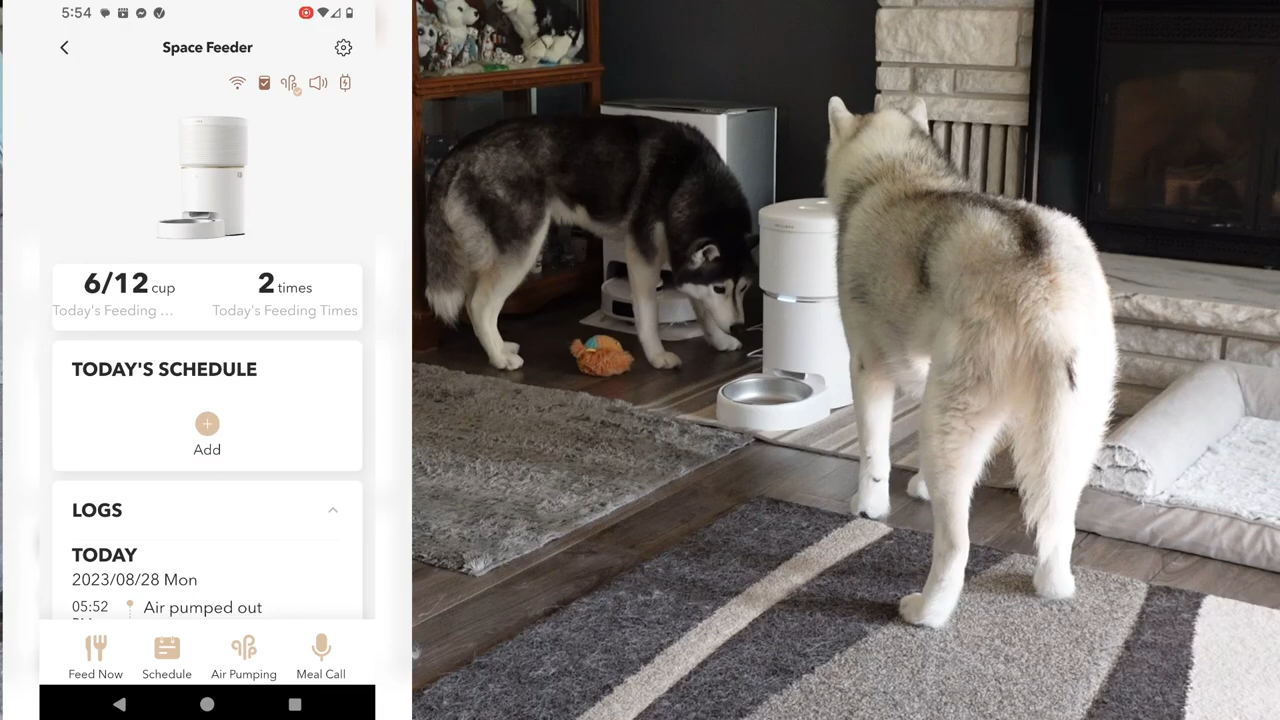 5:54
Space Feeder
6/12 cup
2 times
Today's Feeding ...
Today's Feeding Times
TODAY'S SCHEDULE
Add
LOGS
TODAY
2023/08/28 Mon
05:52
Air pumped out
Feed Now
Schedule
Air Pumping
Meal Call